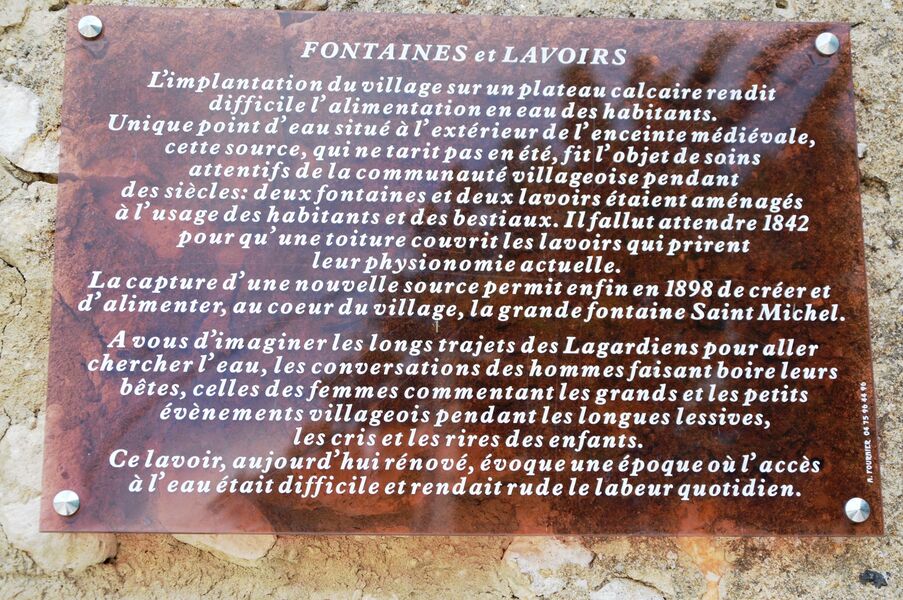 FONTAINES et LAVOIRS
L'implantation du village sur un plateau calcaire rendit
difficile l'alimentation en eau des habitants.
Unique point d'eau situé à l'extérieur de l'enceinte médiévale,
cette source, qui ne tarit pas en été, fit l'objet de soins
attentifs de la communauté villageoise pendant
des siècles: deux fontaines et deux lavoirs étaient aménagés
à l'usage des habitants et des bestiaux. Il fallut attendre 1842
pour qu'une toiture couvrit les lavoirs qui prirent
leur physionomie actuelle.
La capture d'une nouvelle source permit enfin en 1898 de créer et
d'alimenter, au coeur du village, la grande fontaine Saint Michel.
A vous d'imaginer les longs trajets des Lagardiens pour aller
chercher l'eau, les conversations des hommes faisant boire leurs
bêtes, celles des femmes commentant les grands et les petits
évènements villageois pendant les longues lessives,
les cris et les rires des enfants.
Ce lavoir, aujourd'hui rénové, évoque une époque où l'accès
à l'eau était difficile et rendait rude le labeur quotidien.
A. FOURNIER 04 75 90 44 90